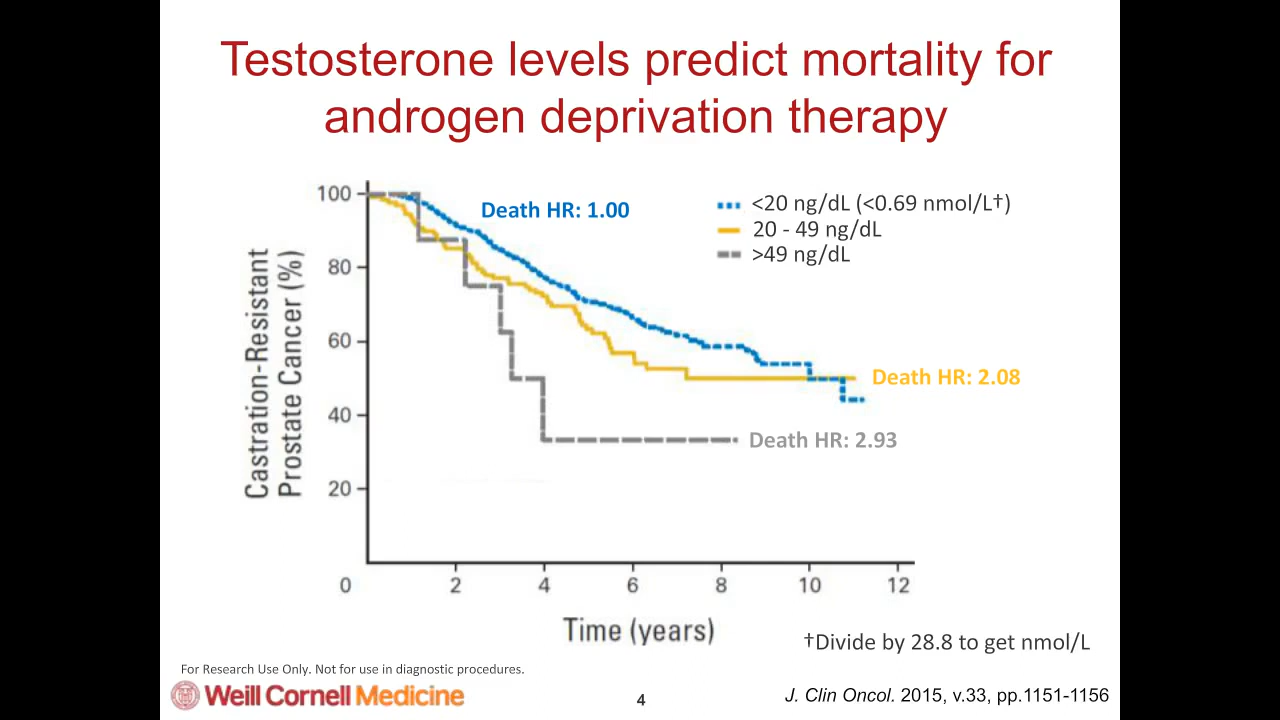 Testosterone levels predict mortality for
androgen deprivation therapy
Castration-Resistant
Prostate Cancer (%)
100
80
60
40
20
0
2
4
6
8
10
12
Time (years)
Death HR: 1.00
<20 ng/dL (<0.69 nmol/L†)
20 - 49 ng/dL
>49 ng/dL
Death HR: 2.08
Death HR: 2.93
†Divide by 28.8 to get nmol/L
For Research Use Only. Not for use in diagnostic procedures.
Weill Cornell Medicine
4
J. Clin Oncol. 2015, v.33, pp.1151-1156